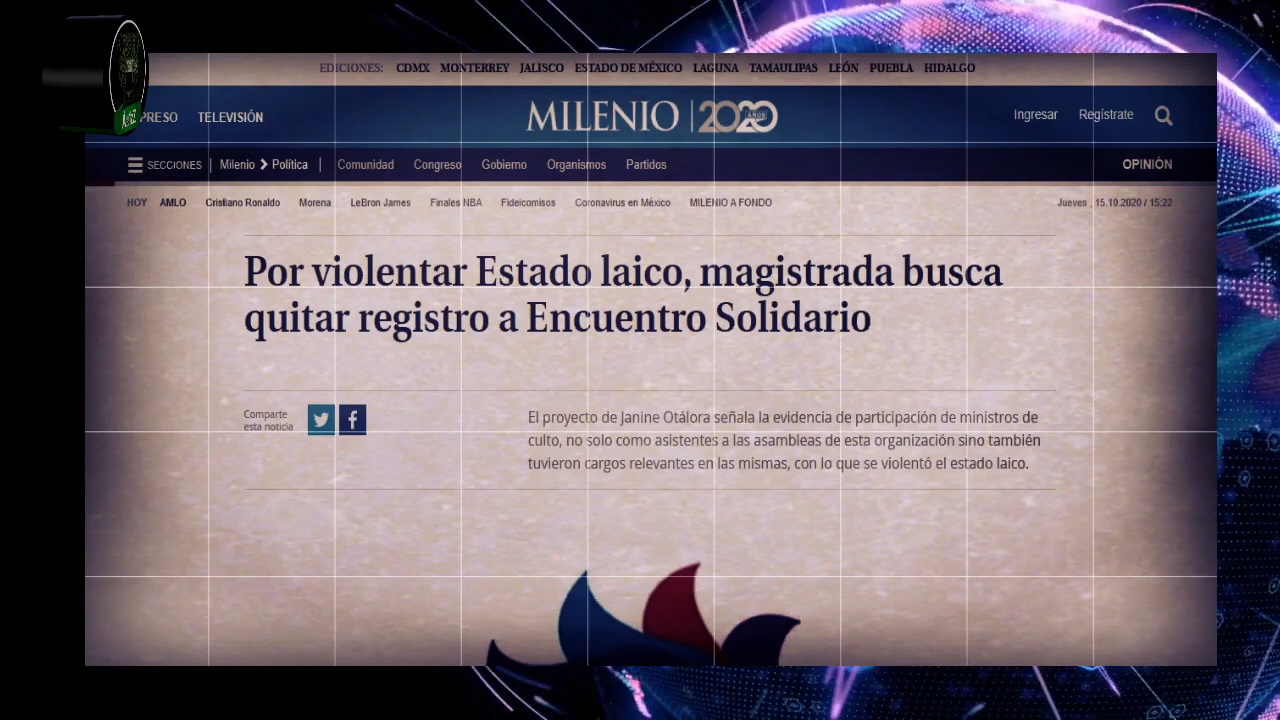 EDICIONES: CDMX MONTERREY JALISCO ESTADO DE MÉXICO LAGUNA TAMAULIPAS LEÓN PUEBLA HIDALGO
PRESO TELEVISIÓN MILENIO 2020 AÑOS Ingresar Regístrate
SECCIONES | Milenio > Política | Comunidad Congreso Gobierno Organismos Partidos OPINIÓN
HOY AMLO Cristiano Ronaldo Morena LeBron James Finales NBA Fideicomisos Coronavirus en México MILENIO A FONDO Jueves , 15.10.2020 / 15:22
Por violentar Estado laico, magistrada busca
quitar registro a Encuentro Solidario
Comparte
esta noticia
El proyecto de Janine Otálora señala la evidencia de participación de ministros de
culto, no solo como asistentes a las asambleas de esta organización sino también
tuvieron cargos relevantes en las mismas, con lo que se violentó el estado laico.